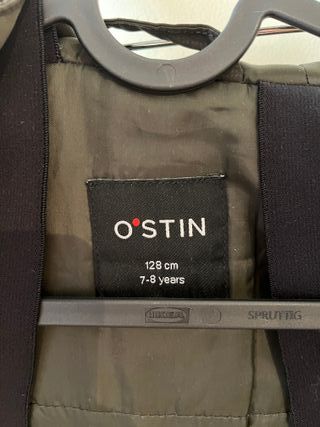 O'STIN
128 cm
7-8 years
IKEA
SPRUTTIG